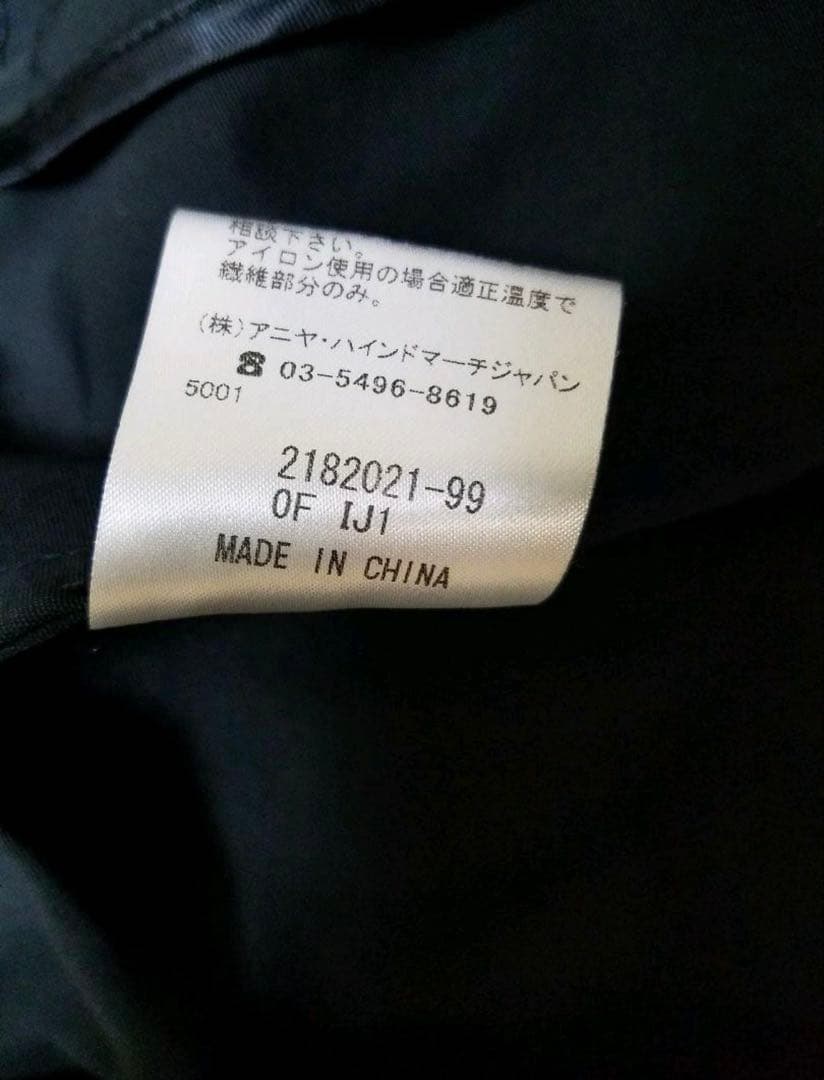 相談下さい。
アイロン使用の場合適正温度で
繊維部分のみ。
(株)アニヤ・ハインドマーチジャパン
☎ 03-5496-8619
5001
2182021-99
0F IJ1
MADE IN CHINA